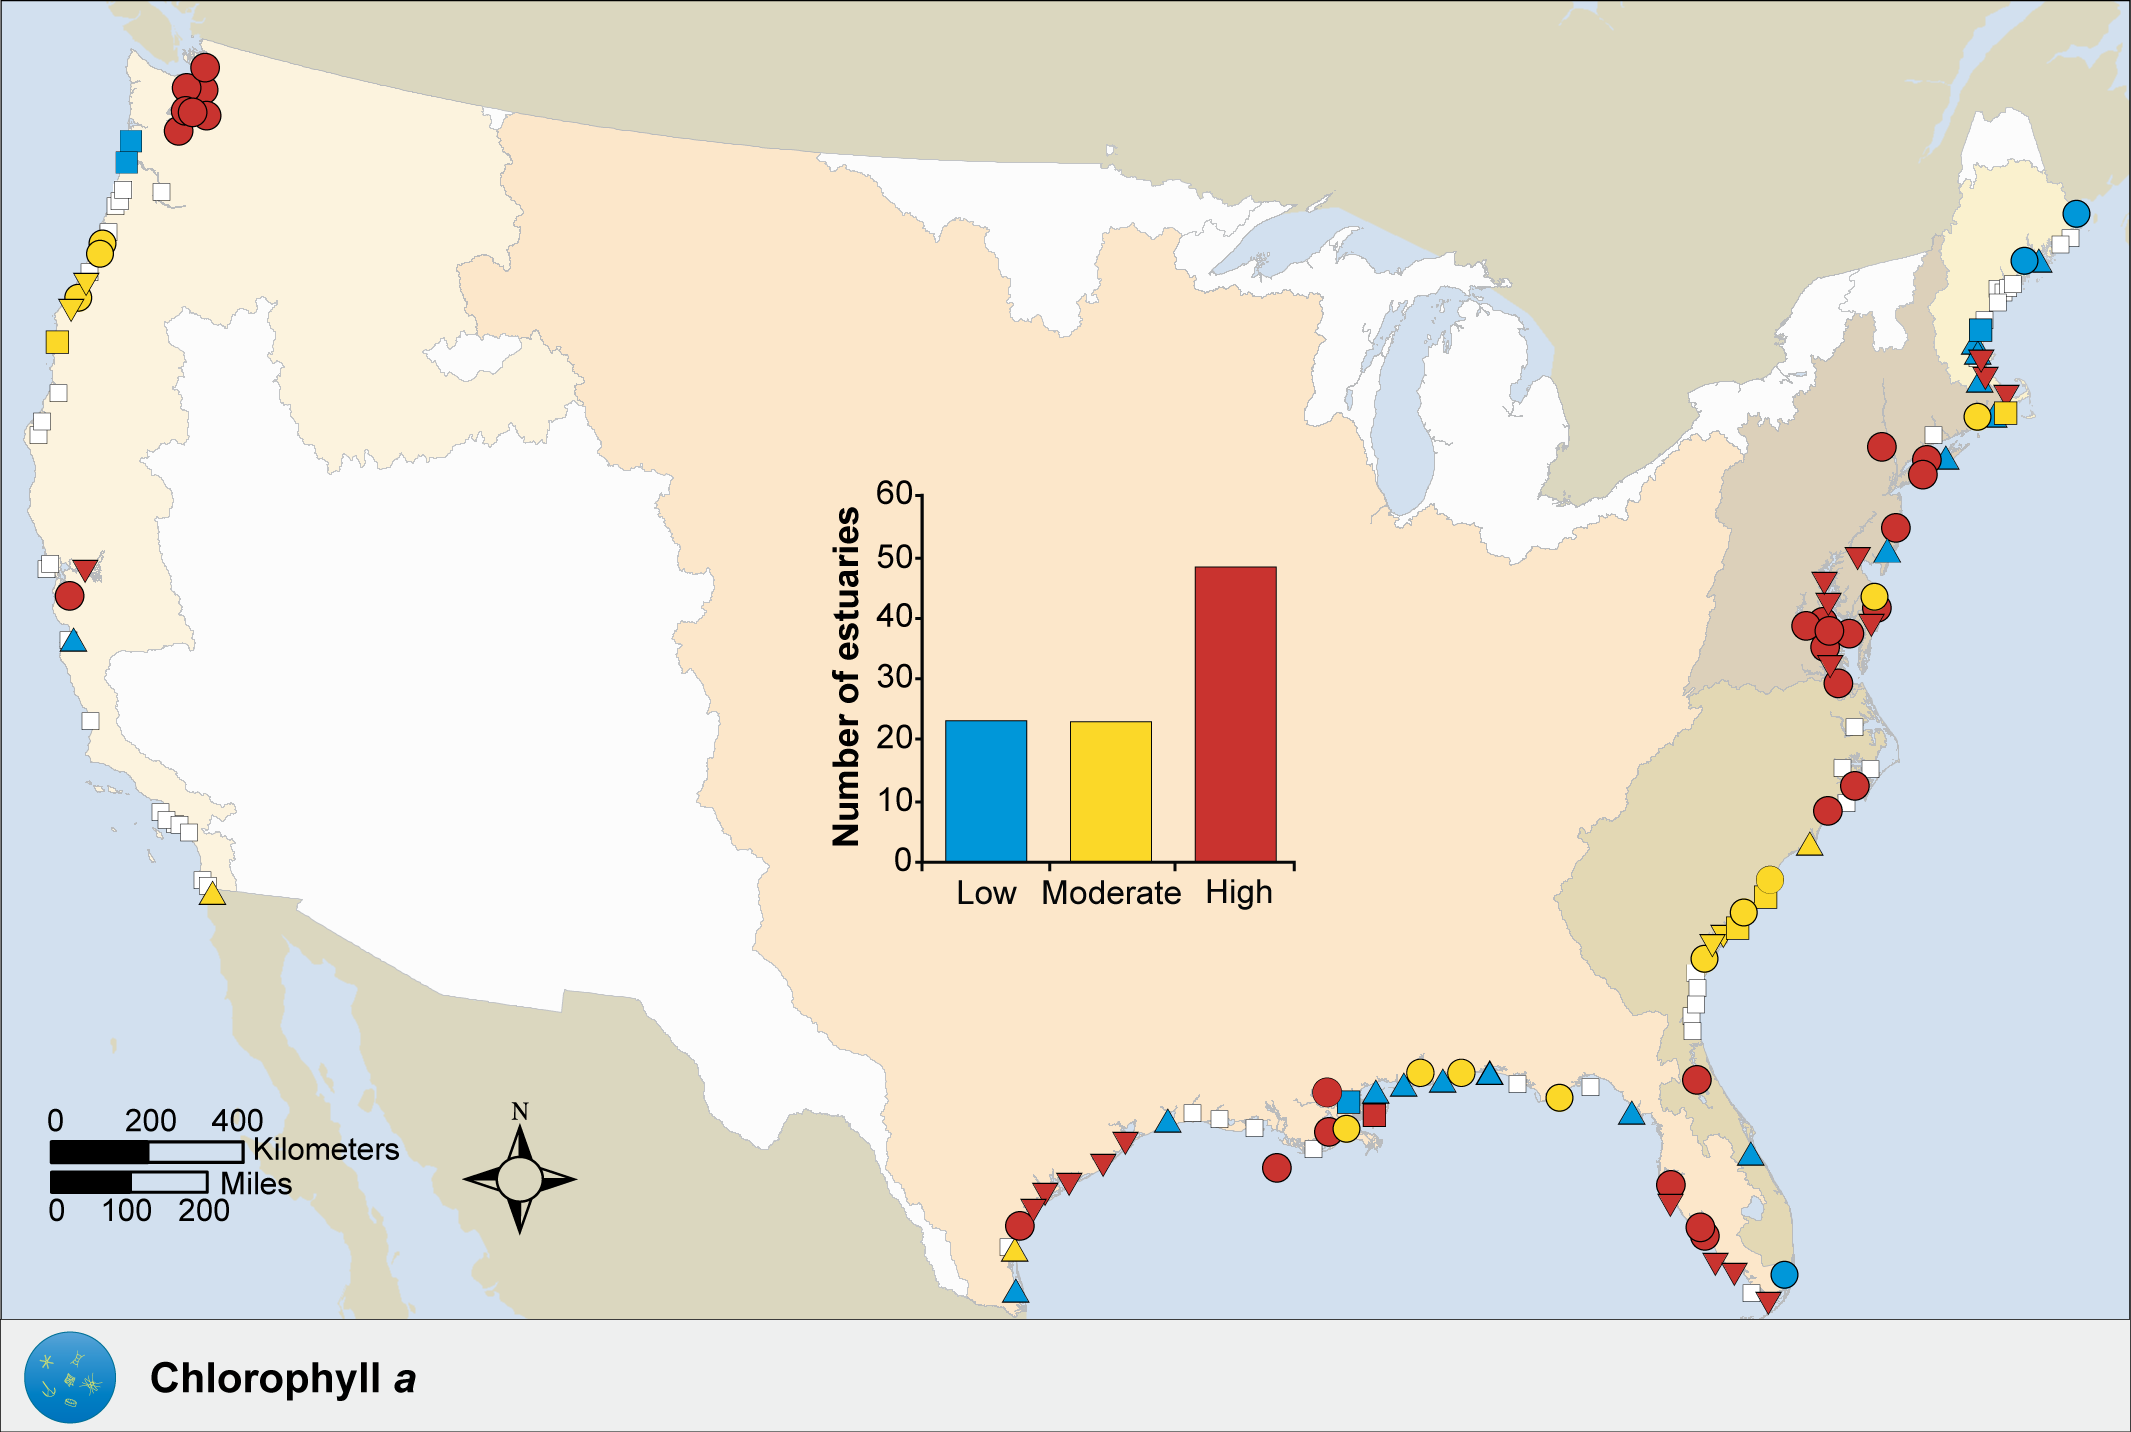 60
50
40
30
20
10
0
Number of estuaries
Low Moderate High
0 200 400
Kilometers
Miles
0 100 200
N
Chlorophyll a